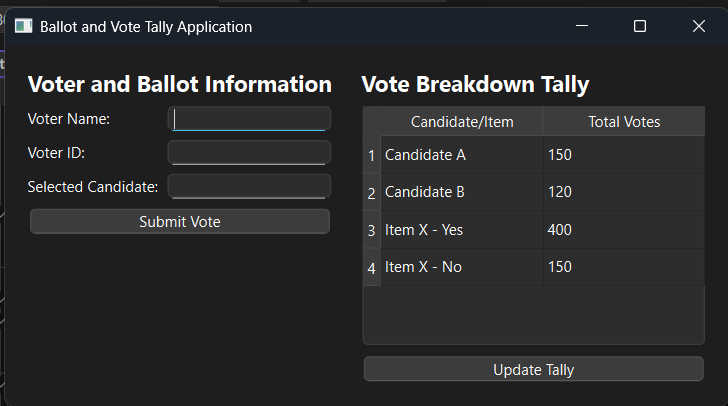 Ballot and Vote Tally Application
Voter and Ballot Information
Voter Name:
Voter ID:
Selected Candidate:
Submit Vote
Vote Breakdown Tally
Candidate/Item Total Votes
1 Candidate A 150
2 Candidate B 120
3 Item X - Yes 400
4 Item X - No 150
Update Tally